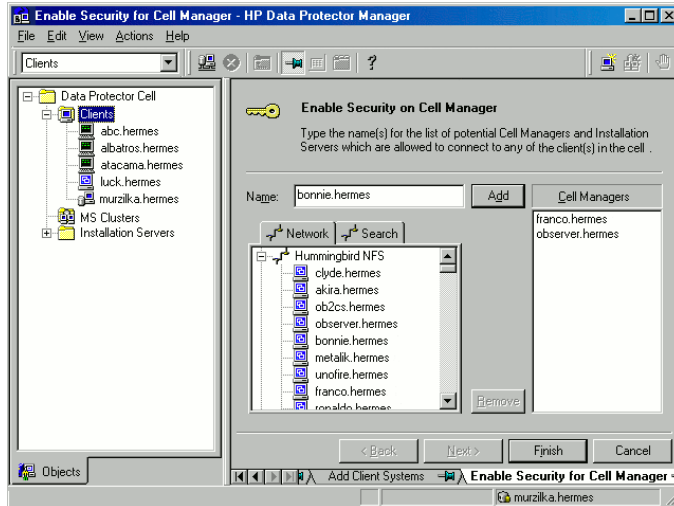 Enable Security for Cell Manager - HP Data Protector Manager
File Edit View Actions Help
Clients
Data Protector Cell
Clients
abc.hermes
albatros.hermes
atacama.hermes
luck.hermes
murzilka.hermes
MS Clusters
Installation Servers
Objects
Enable Security on Cell Manager
Type the name(s) for the list of potential Cell Managers and Installation
Servers which are allowed to connect to any of the client(s) in the cell .
Name: bonnie.hermes Add Cell Managers
franco.hermes
observer.hermes
Network Search
Hummingbird NFS
clyde.hermes
akira.hermes
ob2cs.hermes
observer.hermes
bonnie.hermes
metalik.hermes
unofire.hermes
franco.hermes
ronaldo.hermes
Remove
< Back Next > Finish Cancel
Add Client Systems Enable Security for Cell Manager
murzilka.hermes